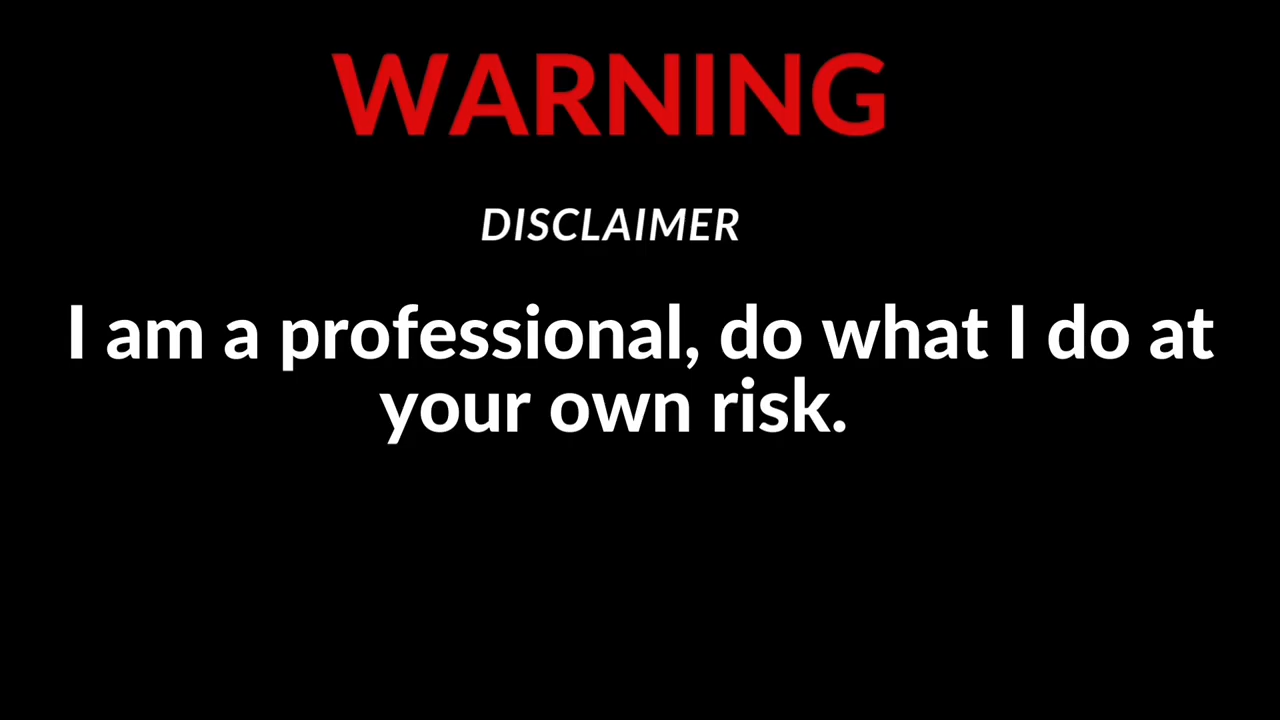 WARNING
DISCLAIMER
I am a professional, do what I do at
your own risk.